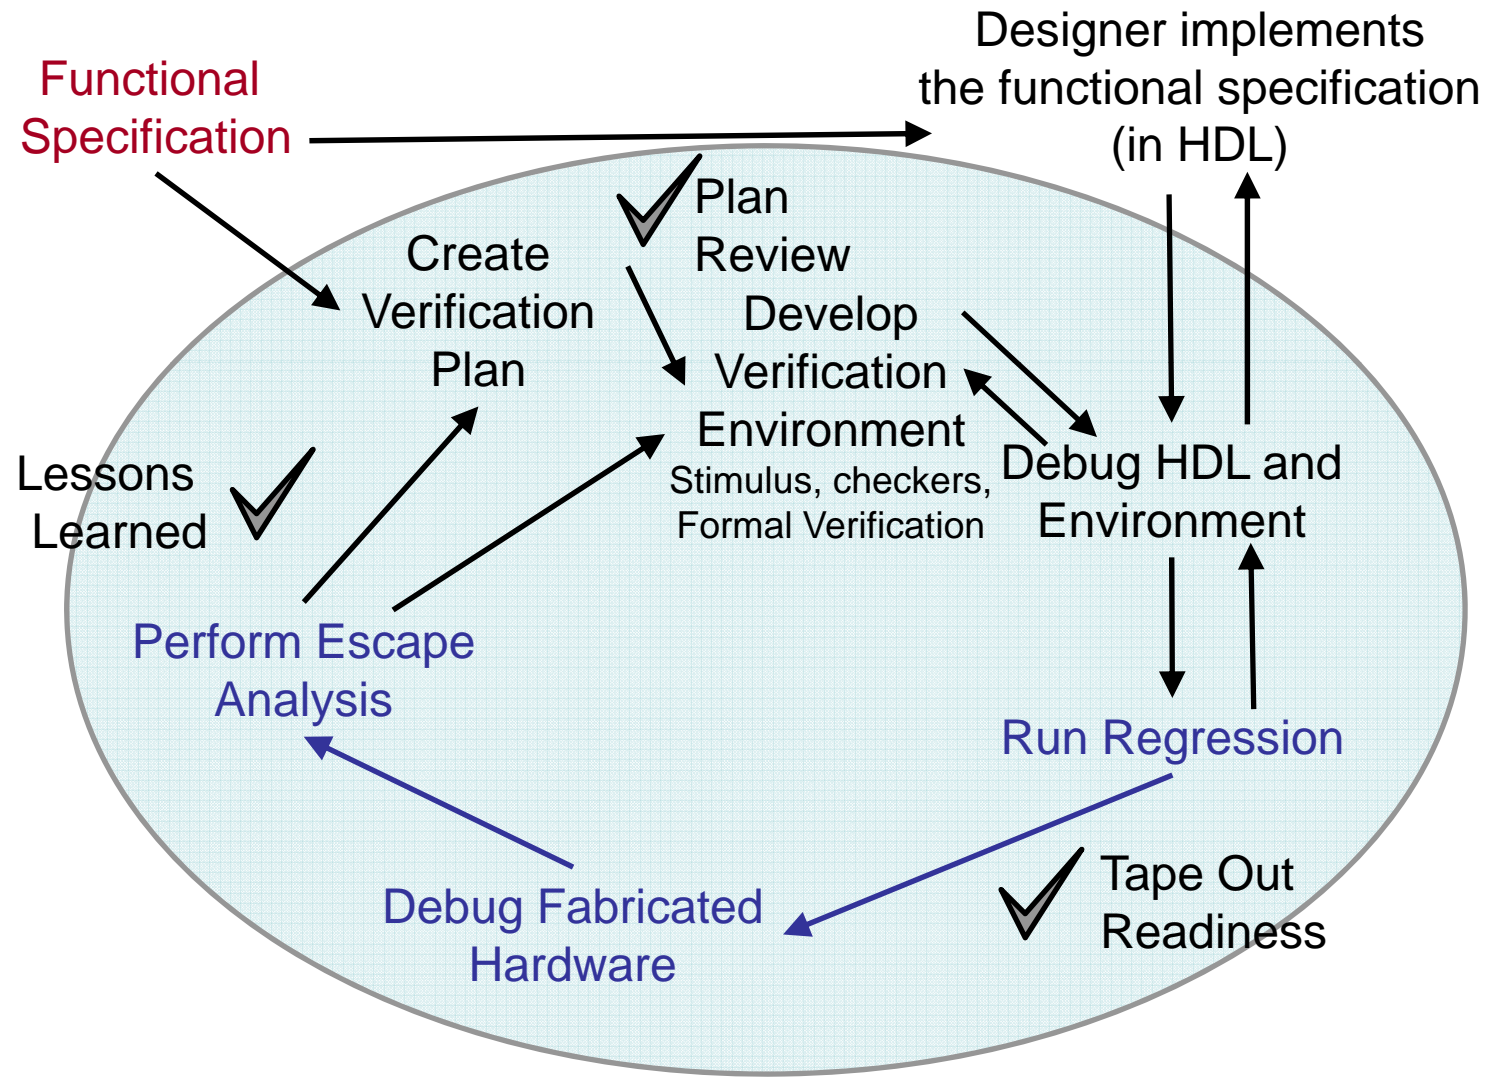 Designer implements
the functional specification
(in HDL)
Functional
Specification
Plan
Review
Create
Verification
Plan
Develop
Verification
Environment
Stimulus, checkers,
Formal Verification
Debug HDL and
Environment
Lessons
Learned
Perform Escape
Analysis
Run Regression
Tape Out
Readiness
Debug Fabricated
Hardware